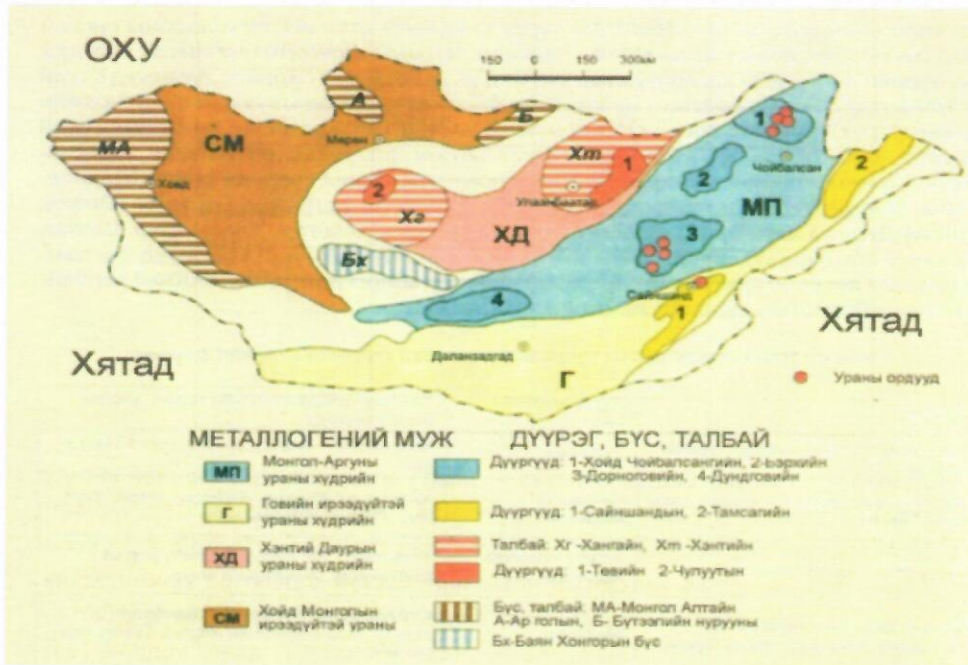 ОХУ
150 0 150 300км
А
Б
МА
СМ
Мөрөн
Ховд
Хт
1
1
Чойбалсан
2
2
2
Улаанбаатар
Хг
ХД
МП
3
Бх
4
Сайншанд
1
Хятад
Хятад
Даланзадгад
Г
Ураны ордууд
МЕТАЛЛОГЕНИЙ МУЖ
МП
Монгол-Аргуны
ураны хүдрийн
Г
Говийн ирээдүйтэй
ураны хүдрийн
ХД
Хэнтий Даурын
ураны хүдрийн
СМ
Хойд Монголын
ирээдүйтэй ураны
ДҮҮРЭГ, БҮС, ТАЛБАЙ
Дүүргүүд: 1-Хойд Чойбалсангийн, 2-Бэрхийн
3-Дорноговийн, 4-Дундговийн
Дүүргүүд: 1-Сайншандын, 2-Тамсагийн
Талбай: Хг -Хангайн, Хт -Хэнтийн
Дүүргүүд: 1-Төвийн 2-Чулуутын
Бүс, талбай: МА-Монгол Алтайн
А-Ар голын, Б- Бүтээлийн нурууны
Бх-Баян Хонгорын бүс